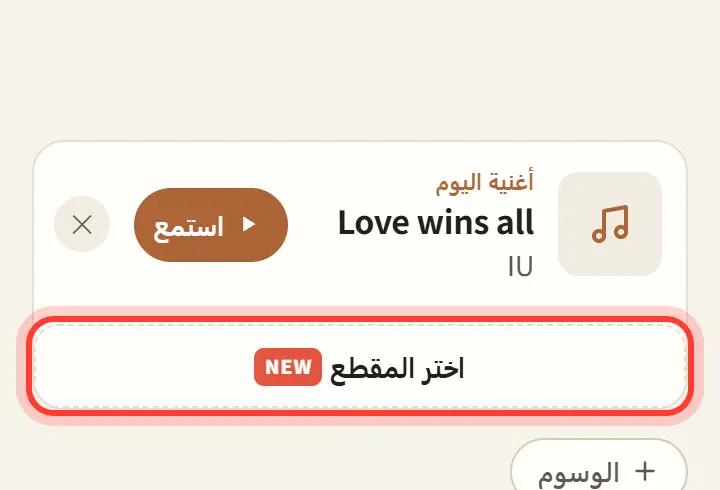 أغنية اليوم
Love wins all
IU
استمع
اختر المقطع NEW
الوسوم